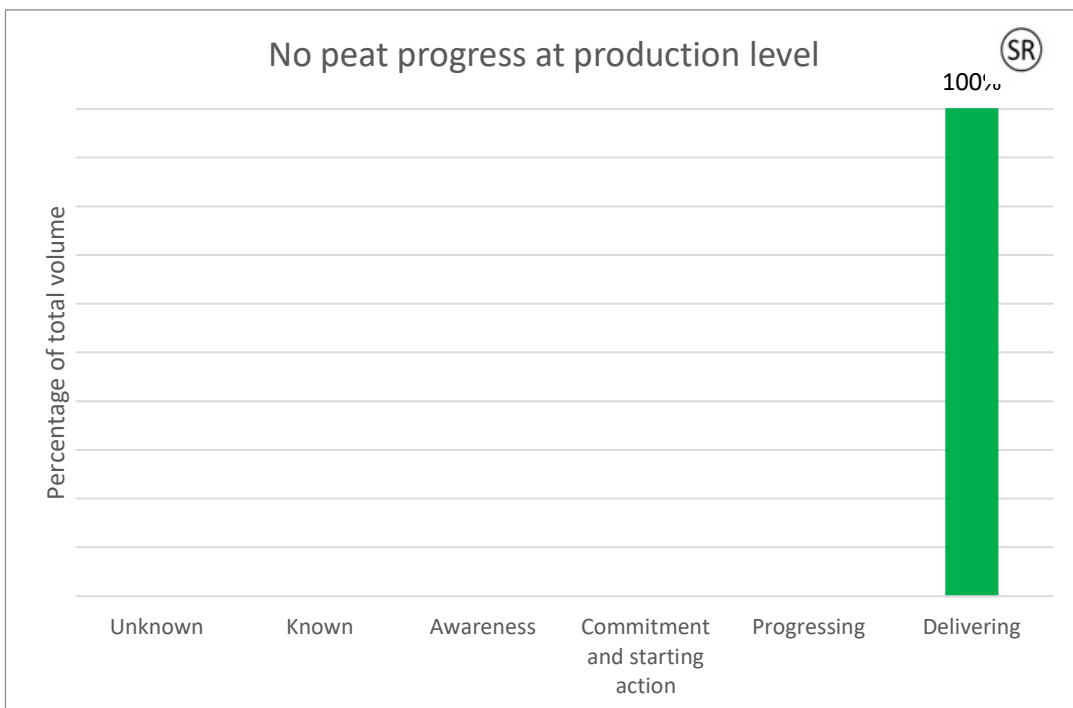 No peat progress at production level
SR
100%
Percentage of total volume
Unknown
Known
Awareness
Commitment
and starting
action
Progressing
Delivering